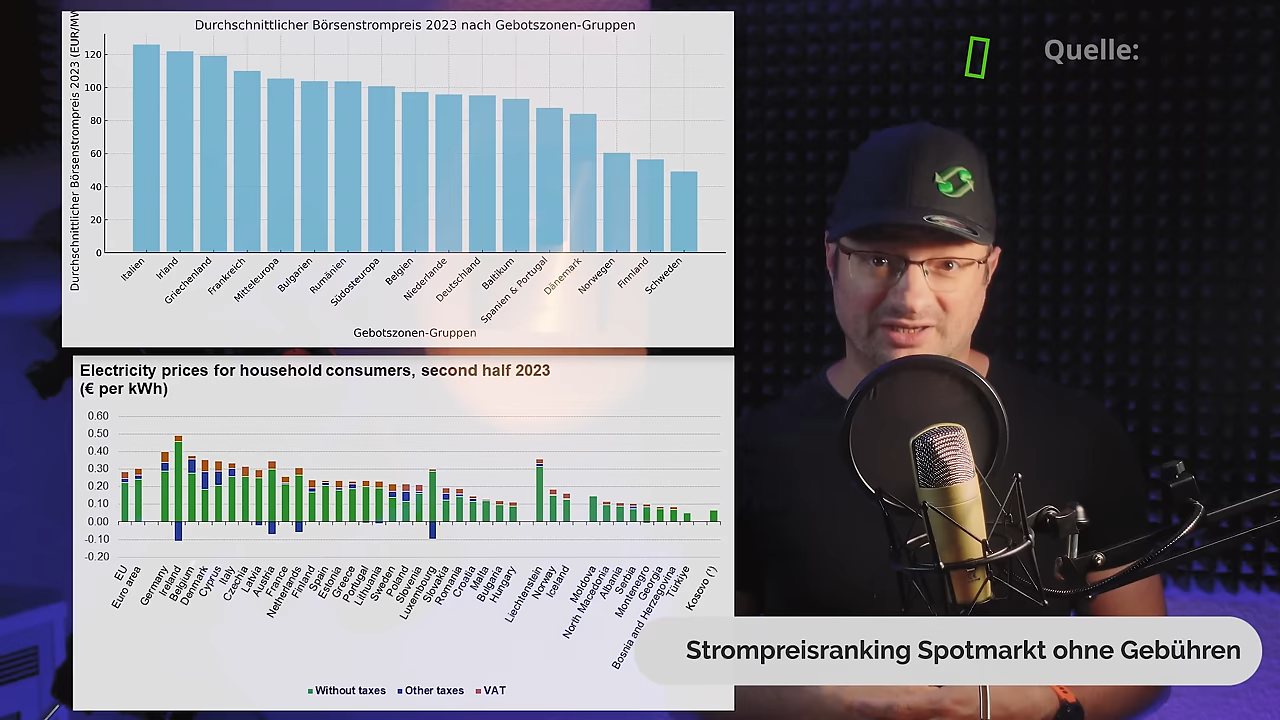 Durchschnittlicher Börsenstrompreis 2023 nach Gebotszonen-Gruppen
Durchschnittlicher Börsenstrompreis 2023 (EUR/MW
120
100
80
60
40
20
0
Italien
Irland
Griechenland
Frankreich
Mitteleuropa
Bulgarien
Rumänien
Südosteuropa
Belgien
Niederlande
Deutschland
Baltikum
Spanien & Portugal
Dänemark
Norwegen
Finnland
Schweden
Gebotszonen-Gruppen
Quelle:
Electricity prices for household consumers, second half 2023
(€ per kWh)
0.60
0.50
0.40
0.30
0.20
0.10
0.00
-0.10
-0.20
EU
Euro area
Germany
Ireland
Belgium
Denmark
Cyprus
Italy
Czechia
Latvia
Austria
France
Netherlands
Finland
Spain
Estonia
Greece
Portugal
Lithuania
Sweden
Poland
Slovenia
Luxembourg
Slovakia
Romania
Croatia
Malta
Bulgaria
Hungary
Liechtenstein
Norway
Iceland
Moldova
North Macedonia
Albania
Serbia
Montenegro
Georgia
Bosnia and Herzegovina
Türkiye
Kosovo (¹)
Without taxes
Other taxes
VAT
Strompreisranking Spotmarkt ohne Gebühren